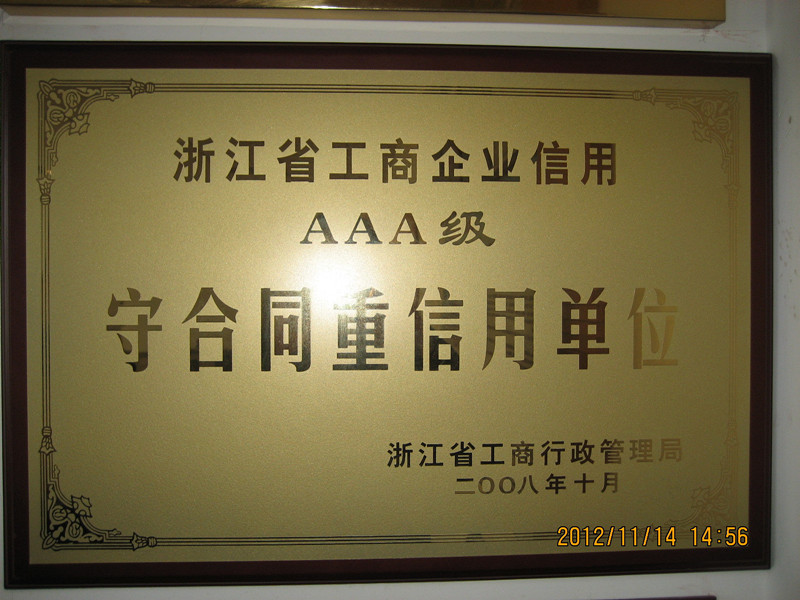 浙江省工商企业信用
AAA级
守合同重信用单位
浙江省工商行政管理局
二OO八年十月
2012/11/14 14:56